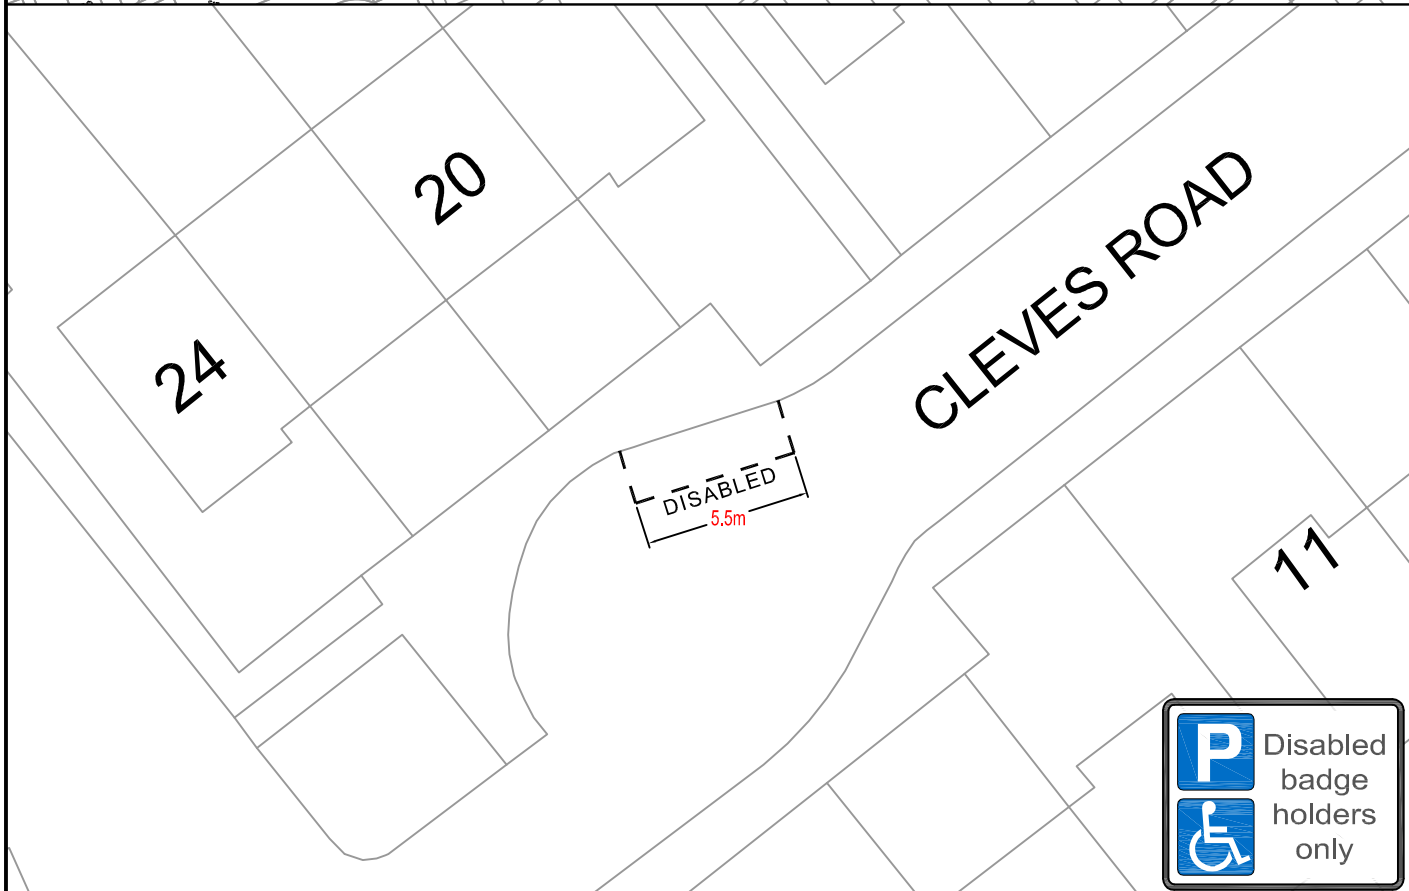 20
CLEVES ROAD
24
DISABLED
5.5m
11
P
Disabled
badge
holders
only